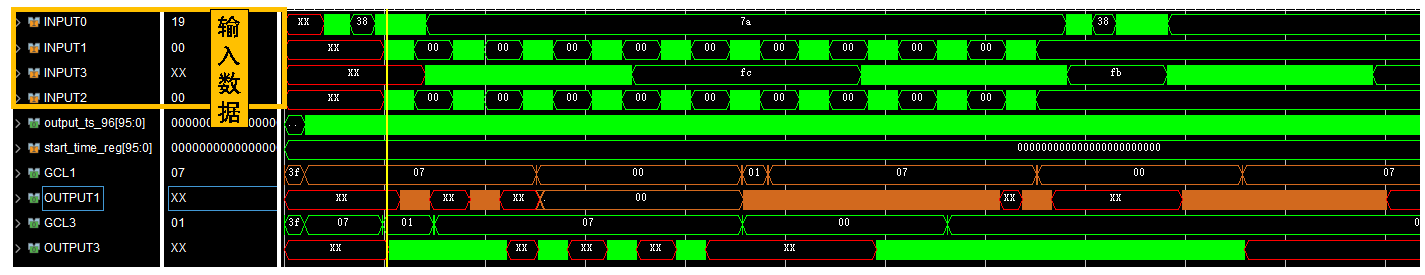 INPUT0 19 XX 38 7a 38
INPUT1 00 XX 00 00 00 00 00 00 00 00 00
INPUT3 XX XX fc fb
INPUT2 00 XX 00 00 00 00 00 00 00 00 00
输入数据
output_ts_96[95:0] 00000000000000000 ..
start_time_reg[95:0] 00000000000000000 000000000000000000000000
GCL1 07 3f 07 00 01 07 00 07
OUTPUT1 XX XX XX XX . 00 XX XX
GCL3 01 3f 07 01 07 00 0
OUTPUT3 XX XX XX XX XX XX